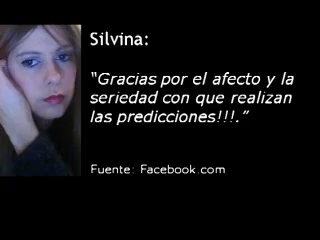 Silvina:
“Gracias por el afecto y la
seriedad con que realizan
las predicciones!!!.”
Fuente: Facebook.com